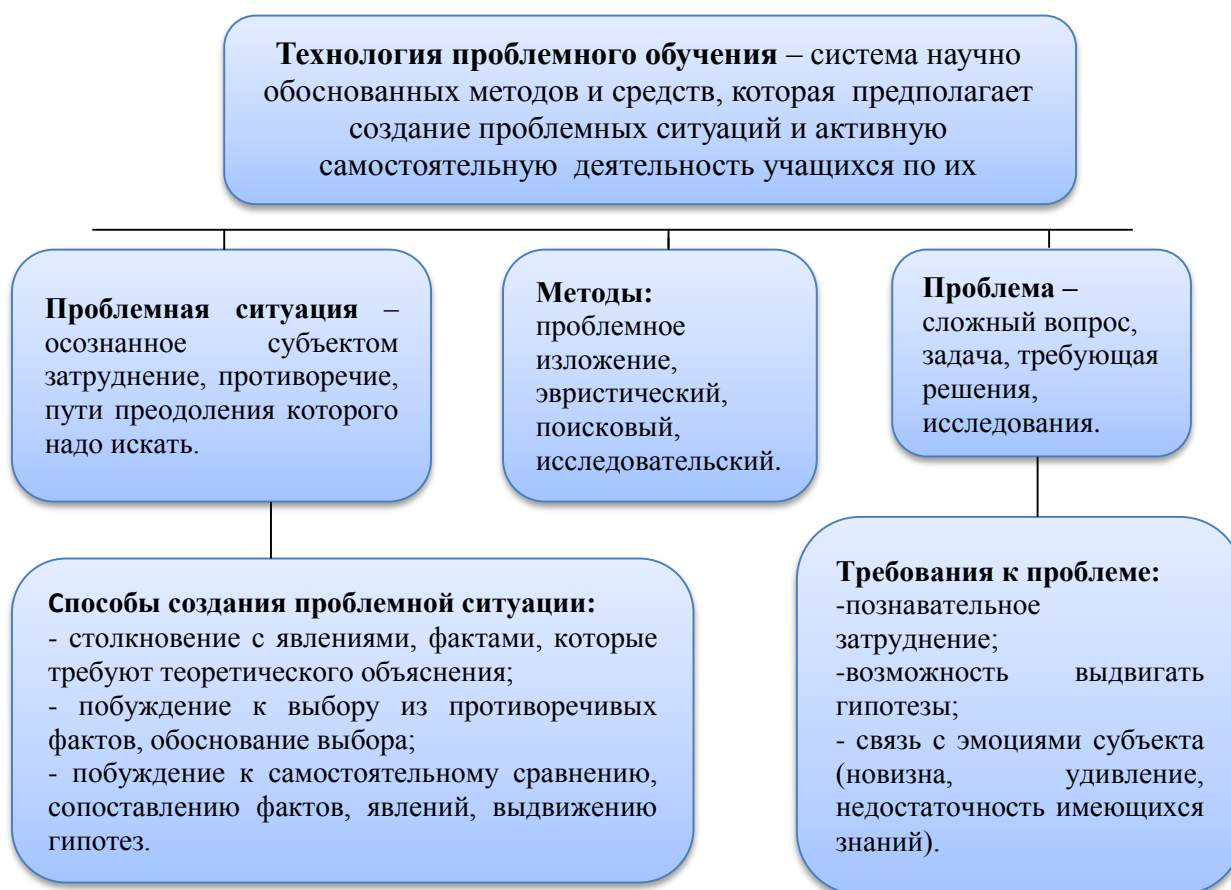 Технология проблемного обучения – система научно
обоснованных методов и средств, которая предполагает
создание проблемных ситуаций и активную
самостоятельную деятельность учащихся по их
Проблемная ситуация –
осознанное субъектом
затруднение, противоречие,
пути преодоления которого
надо искать.
Методы:
проблемное
изложение,
эвристический,
поисковый,
исследовательский.
Проблема –
сложный вопрос,
задача, требующая
решения,
исследования.
Способы создания проблемной ситуации:
- столкновение с явлениями, фактами, которые
требуют теоретического объяснения;
- побуждение к выбору из противоречивых
фактов, обоснование выбора;
- побуждение к самостоятельному сравнению,
сопоставлению фактов, явлений, выдвижению
гипотез.
Требования к проблеме:
-познавательное
затруднение;
-возможность выдвигать
гипотезы;
- связь с эмоциями субъекта
(новизна, удивление,
недостаточность имеющихся
знаний).